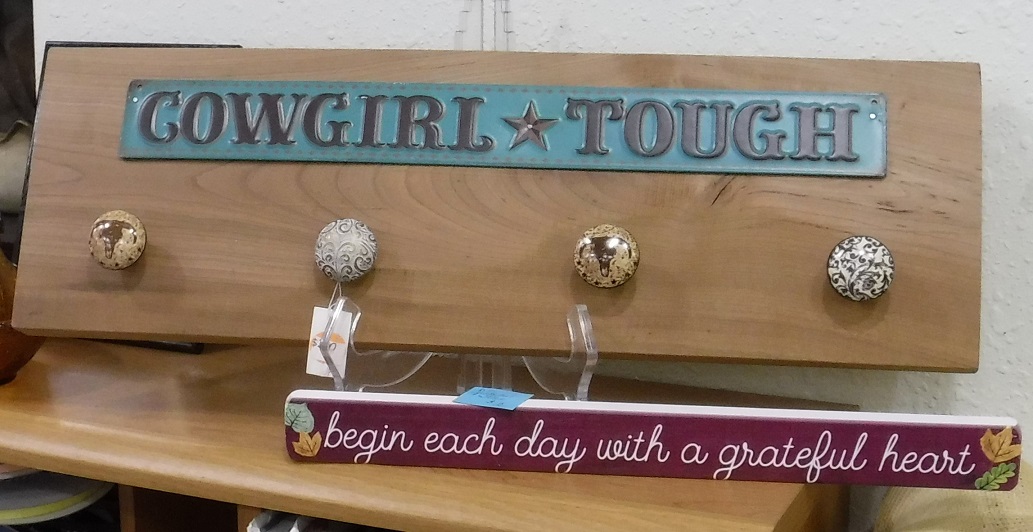 COWGIRL TOUGH
begin each day with a grateful heart